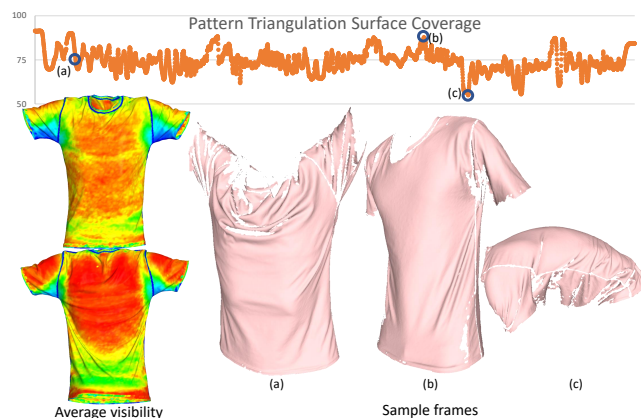 Pattern Triangulation Surface Coverage
100
75
50
(a)
(b)
(c)
(a)
(b)
(c)
Average visibility
Sample frames